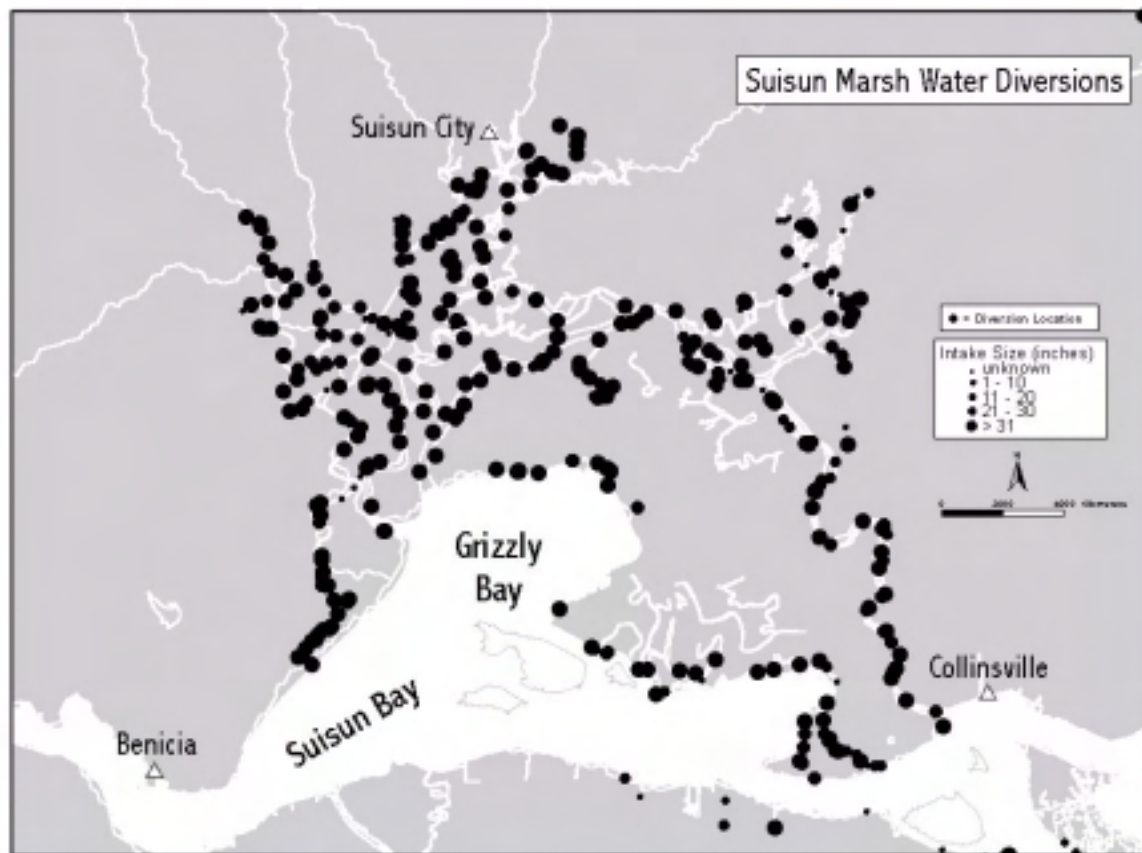 Suisun Marsh Water Diversions
Suisun City
= Diversion Location
Intake Size (inches)
unknown
1 - 10
11 - 20
21 - 30
> 31
N
0
Grizzly
Bay
Collinsville
Suisun Bay
Benicia